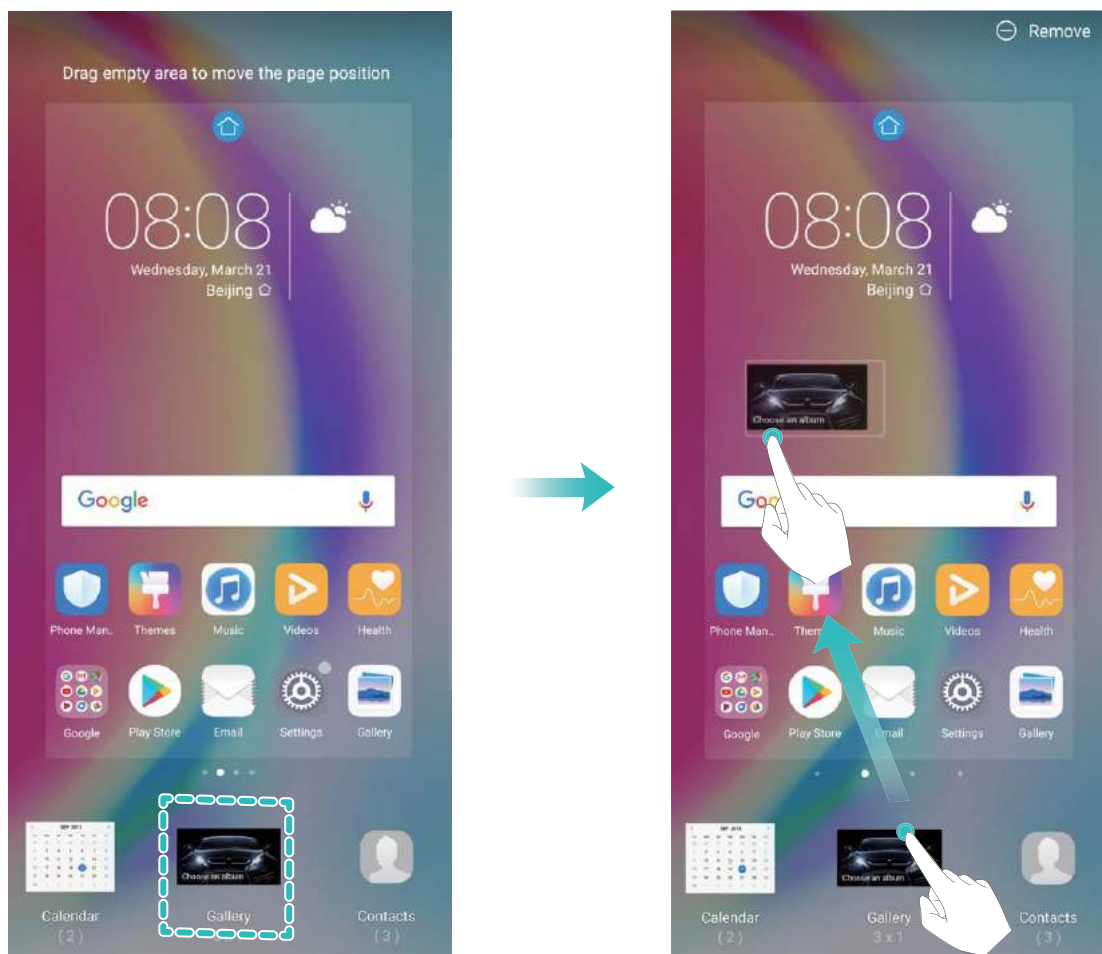 Drag empty area to move the page position
08:08
Wednesday, March 21
Beijing
Google
Phone Man..
Themes
Music
Videos
Health
Google
Play Store
Email
Settings
Gallery
Choose an album
Calendar
(2)
Gallery
Contacts
(3)
Remove
08:08
Wednesday, March 21
Beijing
Choose an album
Phone Man..
Music
Videos
Health
Google
Play Store
Email
Settings
Gallery
Choose an album
Calendar
(2)
Gallery
3 x 1
Contacts
(3)